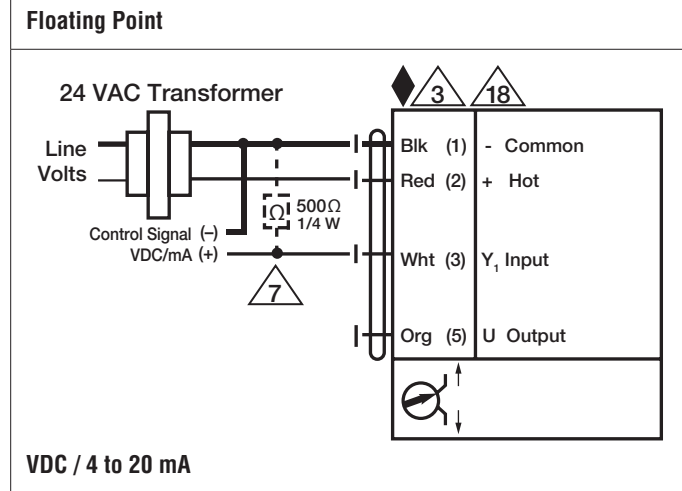 Floating Point
24 VAC Transformer
3
18
Line
Volts
Blk (1) - Common
Red (2) + Hot
Ω
500Ω
1/4 W
Control Signal (–)
VDC/mA (+)
Wht (3) Y₁ Input
7
Org (5) U Output
VDC / 4 to 20 mA